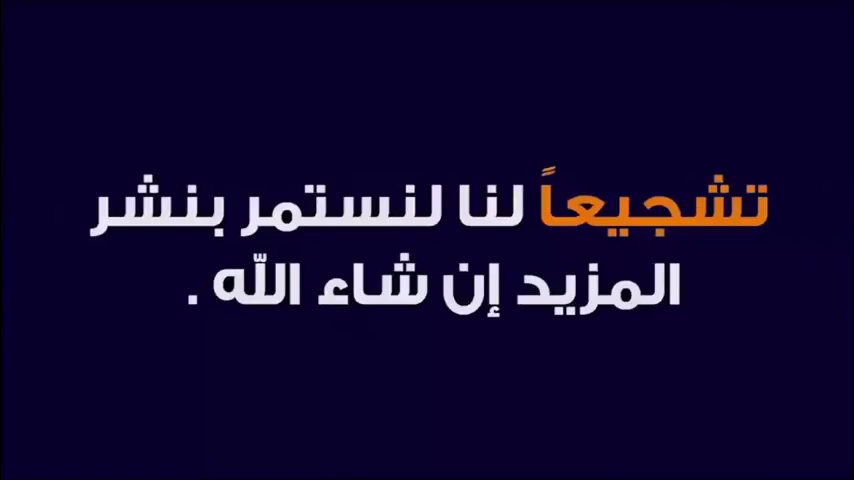 تشجيعاً لنا لنستمر بنشر
المزيد إن شاء الله .